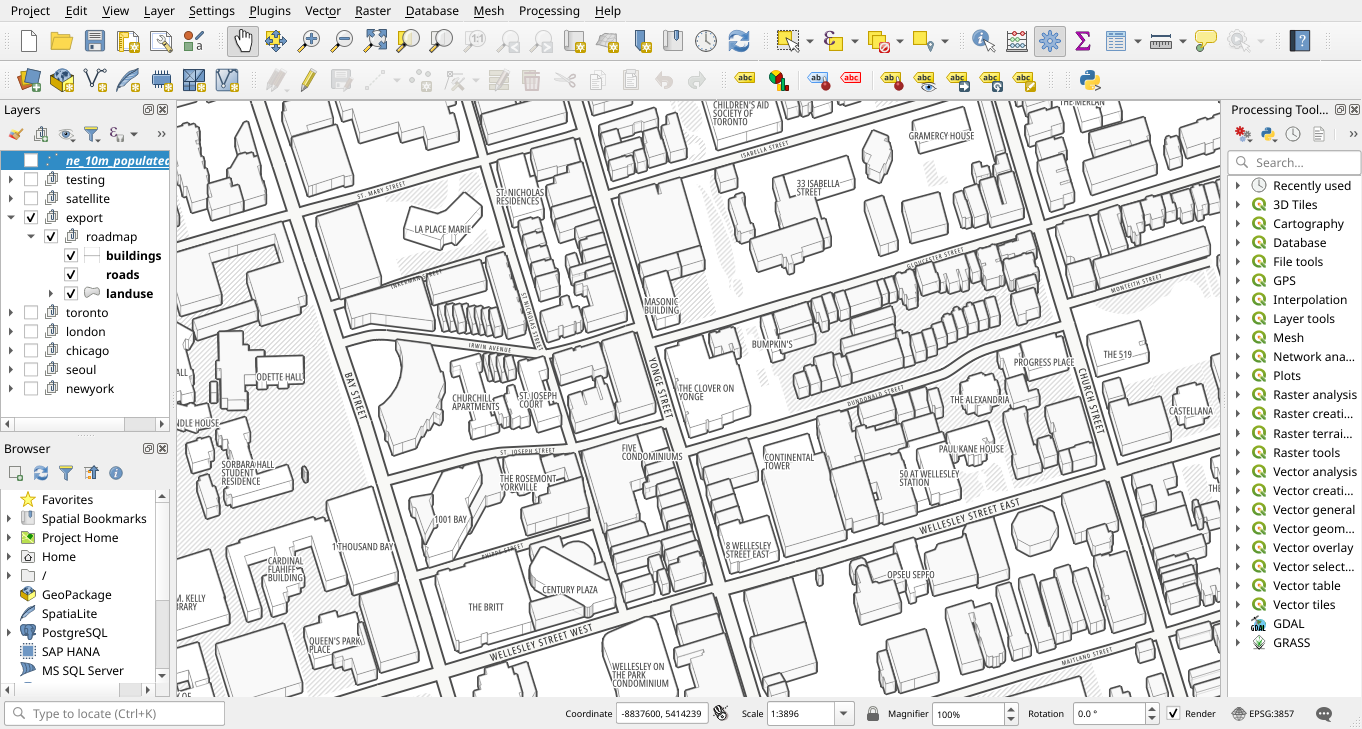 Project Edit View Layer Settings Plugins Vector Raster Database Mesh Processing Help
Layers
ne_10m_populated
testing
satellite
export
roadmap
buildings
roads
landuse
toronto
london
chicago
seoul
newyork
Browser
Favorites
Spatial Bookmarks
Project Home
Home
/
GeoPackage
SpatiaLite
PostgreSQL
SAP HANA
MS SQL Server
CHILDREN'S AID
SOCIETY OF
TORONTO
THE MERLAN
GRAMERCY HOUSE
ISABELLA STREET
33 ISABELLA
STREET
ST. MARY STREET
ST. NICHOLAS
RESIDENCES
LA PLACE MARIE
INKERMAN STREET
ST NICHOLAS STREET
GLOUCESTER STREET
MONTEITH STREET
MASONIC
BUILDING
BUMPKIN'S
IRWIN AVENUE
YONGE STREET
BAY STREET
PROGRESS PLACE
THE 519
CHURCH STREET
ODETTE HALL
THE CLOVER ON
YONGE
DUNDONALD STREET
CHURCHILL
APARTMENTS
ST. JOSEPH
COURT
THE ALEXANDRIA
CASTELLANA
NDLE HOUSE
ST. JOSEPH STREET
FIVE
CONDOMINIUMS
CONTINENTAL
TOWER
PAUL KANE HOUSE
50 AT WELLESLEY
STATION
SORBARA HALL
STUDENT
RESIDENCE
THE ROSEMONT
YORKVILLE
1001 BAY
WELLESLEY STREET EAST
1 THOUSAND BAY
8 WELLESLEY
STREET EAST
CARDINAL
FLAHIFF
BUILDING
OPSEU SEPFO
CENTURY PLAZA
THE BRITT
M. KELLY
BRARY
QUEEN'S PARK
PLACE
WELLESLEY STREET WEST
MAITLAND STREET
WELLESLEY ON
THE PARK
CONDOMINIUM
Processing Tool...
Search...
Recently used
3D Tiles
Cartography
Database
File tools
GPS
Interpolation
Layer tools
Mesh
Network ana...
Plots
Raster analysis
Raster creati...
Raster terrai...
Raster tools
Vector analysis
Vector creati...
Vector general
Vector geom...
Vector overlay
Vector select...
Vector table
Vector tiles
GDAL
GRASS
Type to locate (Ctrl+K)
Coordinate -8837600, 5414239 Scale 1:3896 Magnifier 100% Rotation 0.0 ° Render EPSG:3857